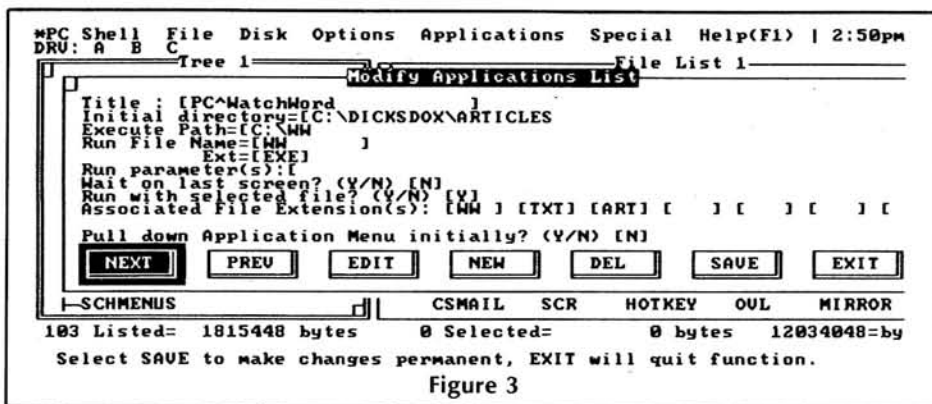 *PC Shell File Disk Options Applications Special Help(F1) | 2:50pm
DRV: A B C
Tree 1 File List 1
Modify Applications List
Title : [PC^WatchWord ]
Initial directory=[C:\DICKSDOX\ARTICLES
Execute Path=[C:\WW
Run File Name=[WW ]
Ext=[EXE]
Run parameter(s):[
Wait on last screen? (Y/N) [N]
Run with selected file? (Y/N) [Y]
Associated File Extension(s): [WW ] [TXT] [ART] [ ] [ ] [ ] [
Pull down Application Menu initially? (Y/N) [N]
NEXT PREV EDIT NEW DEL SAVE EXIT
SCHMENUS CSMAIL SCR HOTKEY OVL MIRROR
103 Listed= 1815448 bytes 0 Selected= 0 bytes 12034048=by
Select SAVE to make changes permanent, EXIT will quit function.
Figure 3